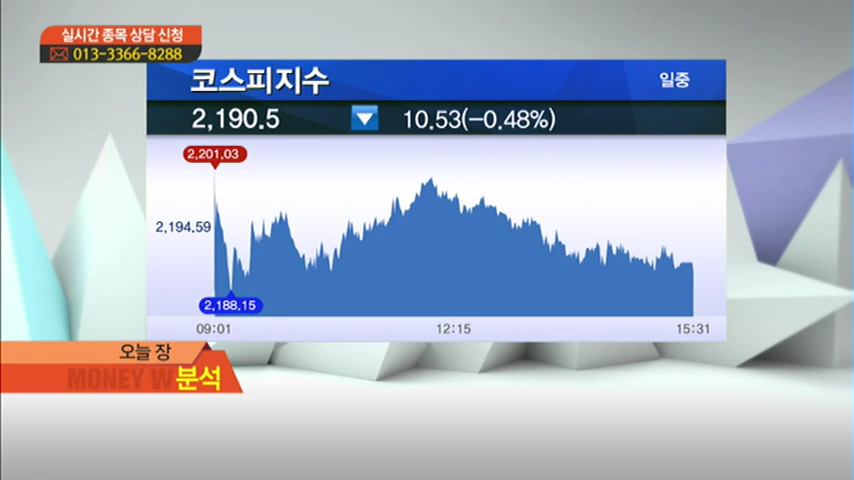 실시간 종목 상담 신청
013-3366-8288
코스피지수
일중
2,190.5 10.53(-0.48%)
2,201.03
2,194.59
2,188.15
09:01 12:15 15:31
오늘 장
MONEY W
분석